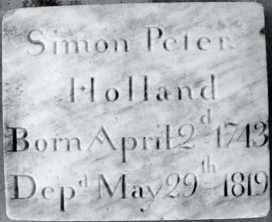 Simon Peter
Holland
Born April 2d 1743
Depd May 29th 1819